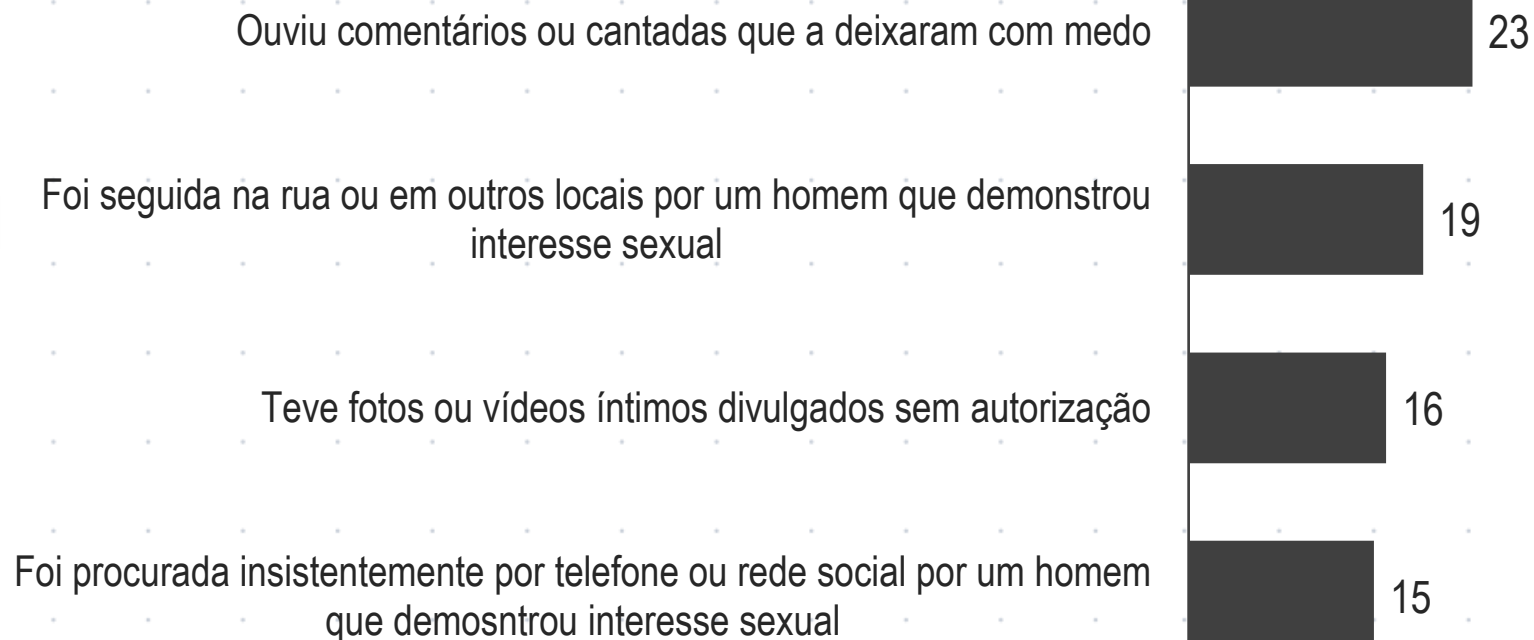 Ouviu comentários ou cantadas que a deixaram com medo
23
Foi seguida na rua ou em outros locais por um homem que demonstrou
interesse sexual
19
Teve fotos ou vídeos íntimos divulgados sem autorização
16
Foi procurada insistentemente por telefone ou rede social por um homem
que demosntrou interesse sexual
15